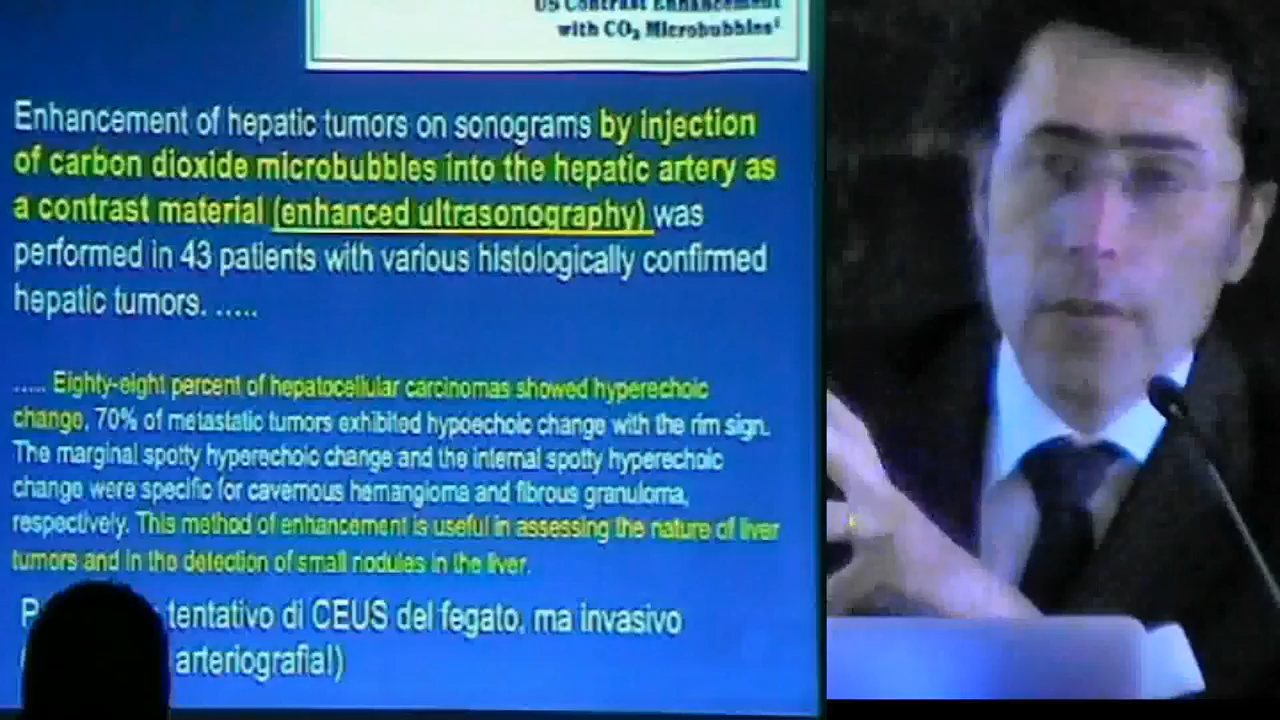 US Contrast Enhancement
with CO₂ Microbubbles¹
Enhancement of hepatic tumors on sonograms by injection
of carbon dioxide microbubbles into the hepatic artery as
a contrast material (enhanced ultrasonography) was
performed in 43 patients with various histologically confirmed
hepatic tumors. .....
..... Eighty-eight percent of hepatocellular carcinomas showed hyperechoic
change, 70% of metastatic tumors exhibited hypoechoic change with the rim sign.
The marginal spotty hyperechoic change and the internal spotty hyperechoic
change were specific for cavernous hemangioma and fibrous granuloma,
respectively. This method of enhancement is useful in assessing the nature of liver
tumors and in the detection of small nodules in the liver.
tentativo di CEUS del fegato, ma invasivo
arteriografia!)